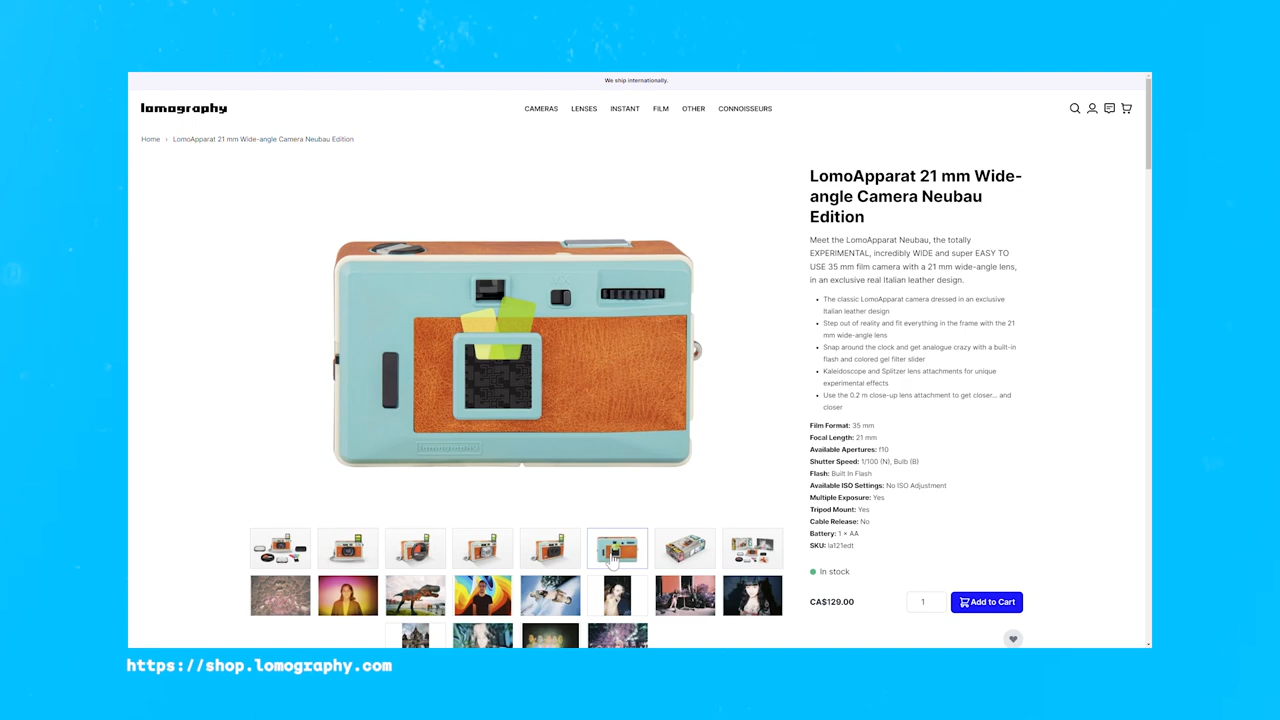 We ship internationally.
lomography
CAMERAS LENSES INSTANT FILM OTHER CONNOISSEURS
Home › LomoApparat 21 mm Wide-angle Camera Neubau Edition
LomoApparat 21 mm Wide-
angle Camera Neubau
Edition
Meet the LomoApparat Neubau, the totally
EXPERIMENTAL, incredibly WIDE and super EASY TO
USE 35 mm film camera with a 21 mm wide-angle lens,
in an exclusive real Italian leather design.
The classic LomoApparat camera dressed in an exclusive
Italian leather design
Step out of reality and fit everything in the frame with the 21
mm wide-angle lens
Snap around the clock and get analogue crazy with a built-in
flash and colored gel filter slider
Kaleidoscope and Splitzer lens attachments for unique
experimental effects
Use the 0.2 m close-up lens attachment to get closer... and
closer
Film Format: 35 mm
Focal Length: 21 mm
Available Apertures: f10
Shutter Speed: 1/100 (N), Bulb (B)
Flash: Built In Flash
Available ISO Settings: No ISO Adjustment
Multiple Exposure: Yes
Tripod Mount: Yes
Cable Release: No
Battery: 1 × AA
SKU: la121edt
In stock
CA$129.00 1 Add to Cart
lomography
https://shop.lomography.com